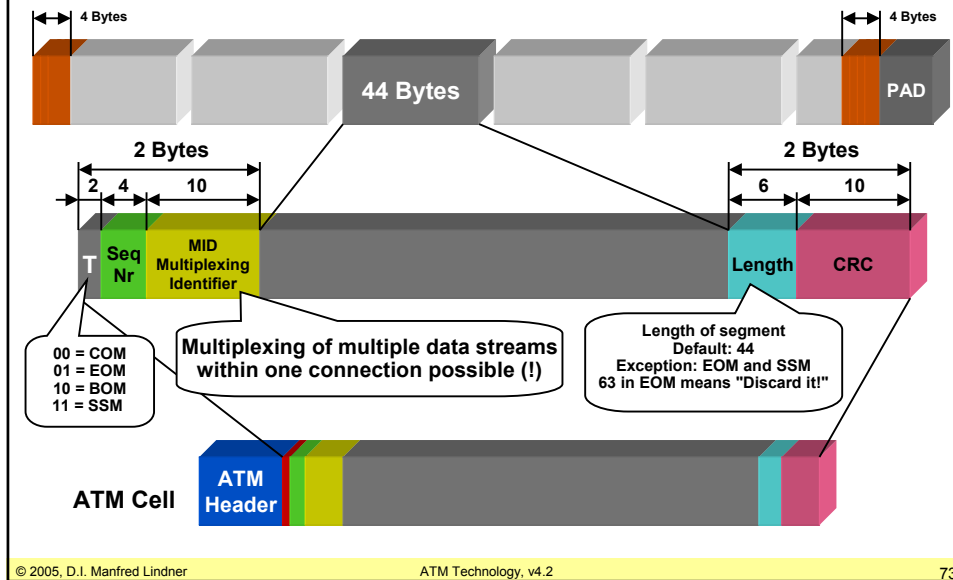 4 Bytes
4 Bytes
44 Bytes
PAD
2 Bytes
2 Bytes
2 4 10
6 10
T
Seq
Nr
MID
Multiplexing
Identifier
Length
CRC
00 = COM
01 = EOM
10 = BOM
11 = SSM
Multiplexing of multiple data streams
within one connection possible (!)
Length of segment
Default: 44
Exception: EOM and SSM
63 in EOM means "Discard it!"
ATM Cell
ATM
Header
© 2005, D.I. Manfred Lindner
ATM Technology, v4.2
73